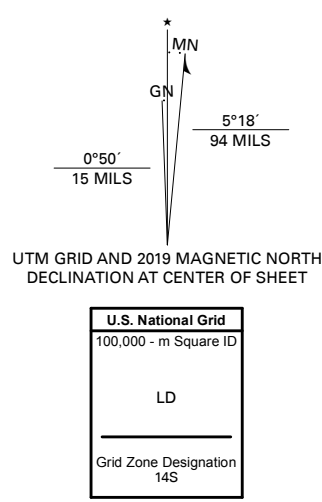 ★
MN
GN
5°18´
94 MILS
0°50´
15 MILS
UTM GRID AND 2019 MAGNETIC NORTH
DECLINATION AT CENTER OF SHEET
U.S. National Grid
100,000 - m Square ID
LD
Grid Zone Designation
14S